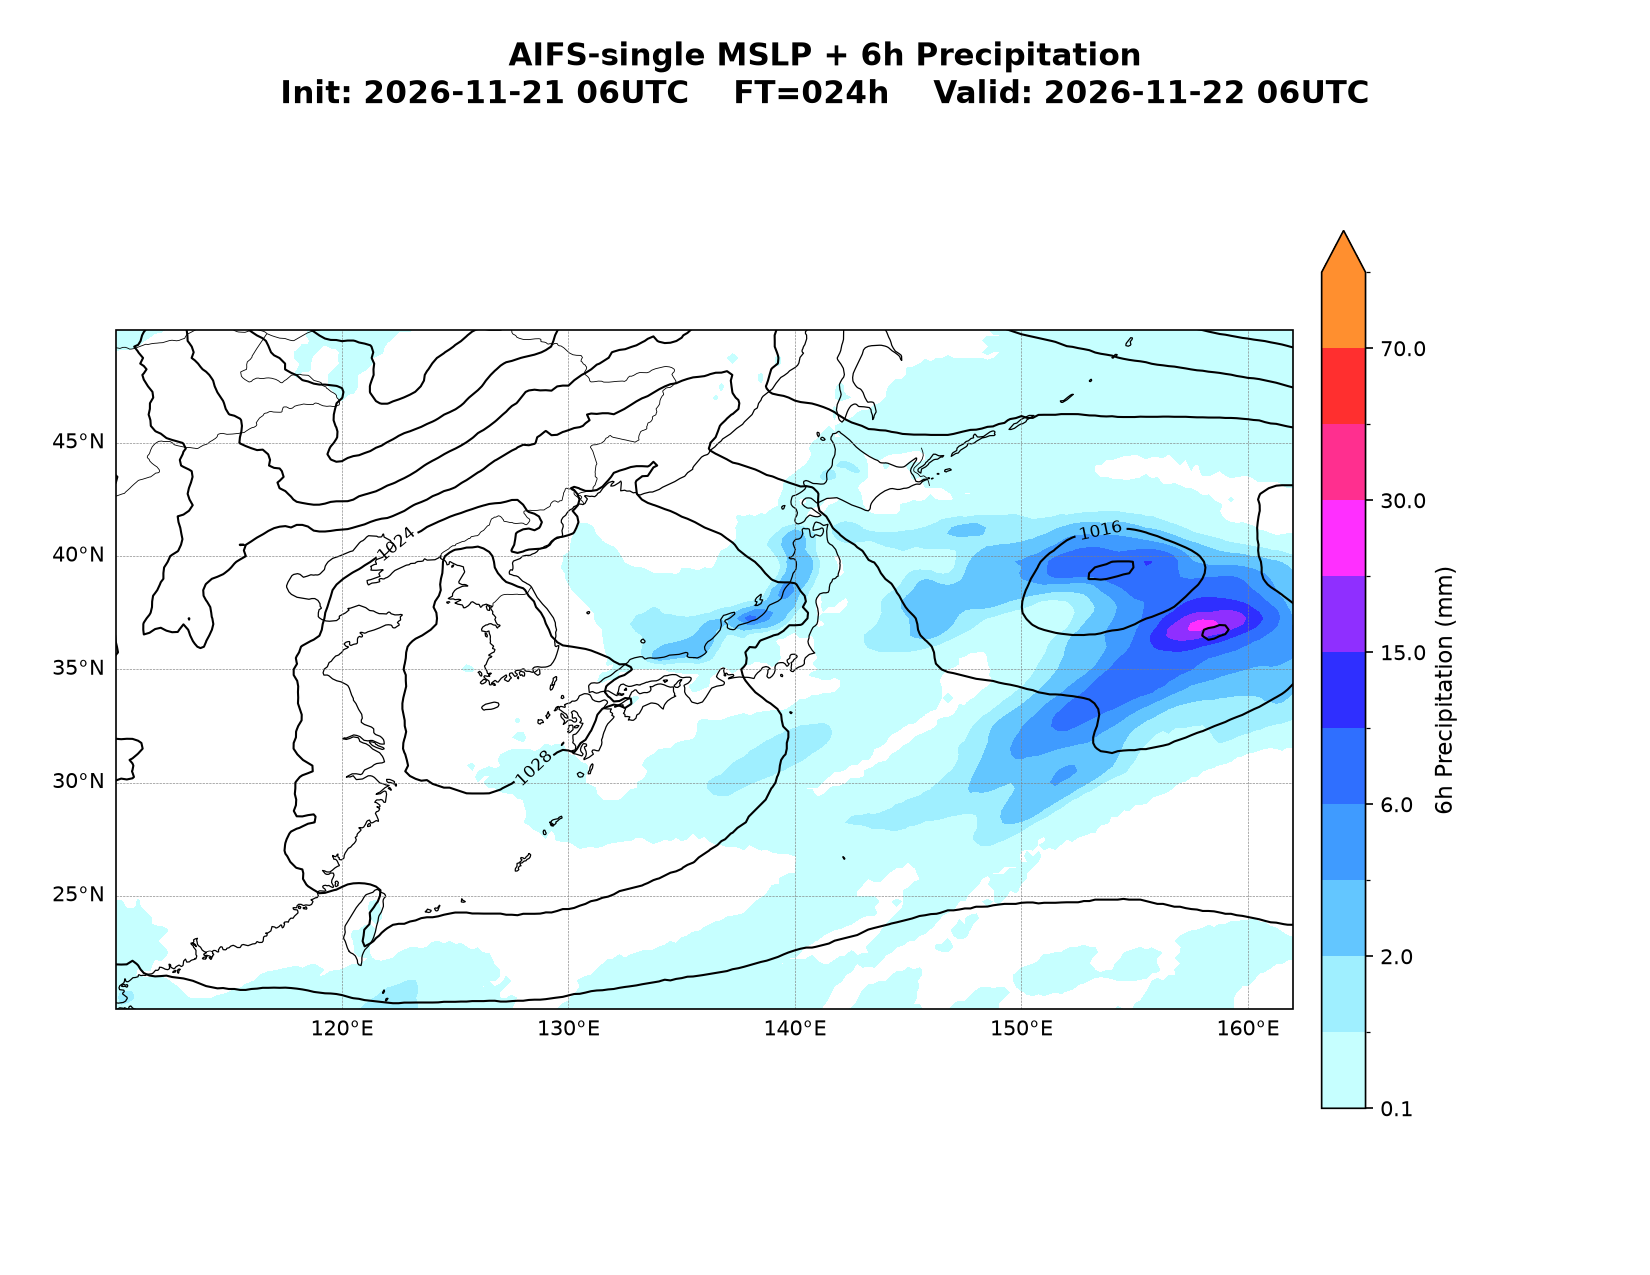 AIFS-single MSLP + 6h Precipitation
Init: 2026-11-21 06UTC    FT=024h    Valid: 2026-11-22 06UTC
45°N
40°N
35°N
30°N
25°N
120°E
130°E
140°E
150°E
160°E
1024
1028
1016
70.0
30.0
15.0
6.0
2.0
0.1
6h Precipitation (mm)